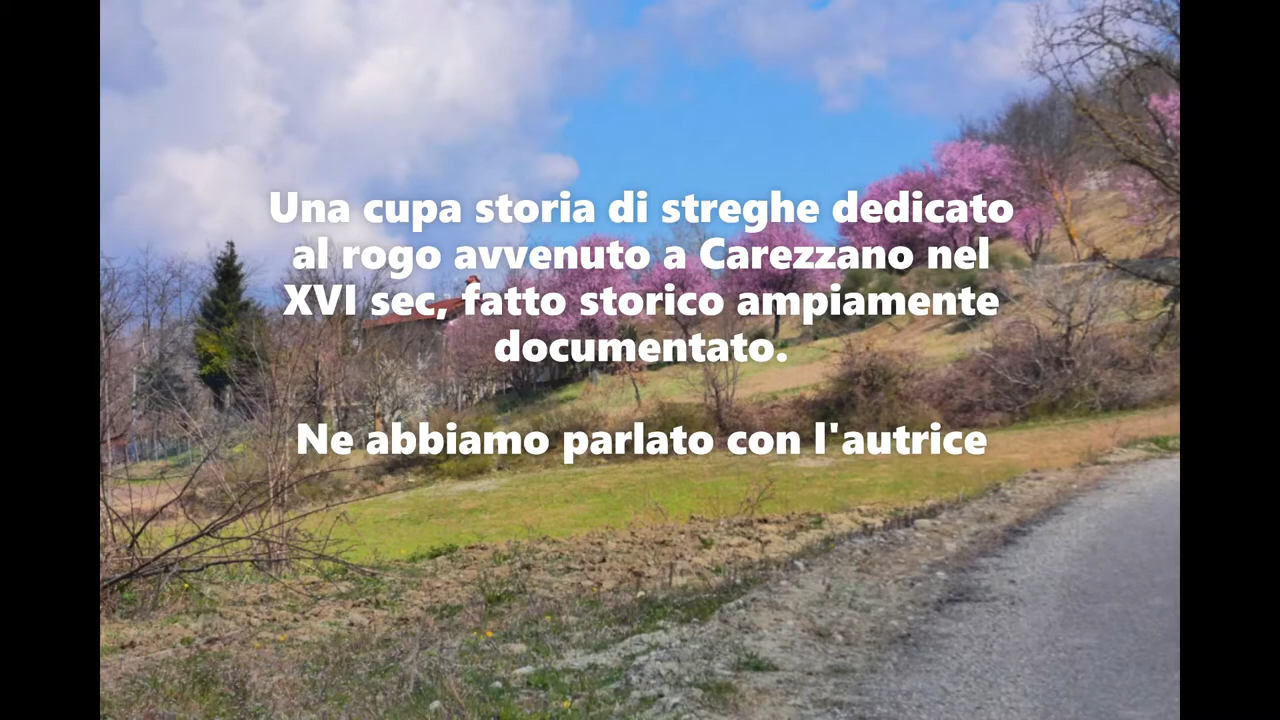 Una cupa storia di streghe dedicato
al rogo avvenuto a Carezzano nel
XVI sec, fatto storico ampiamente
documentato.
Ne abbiamo parlato con l'autrice